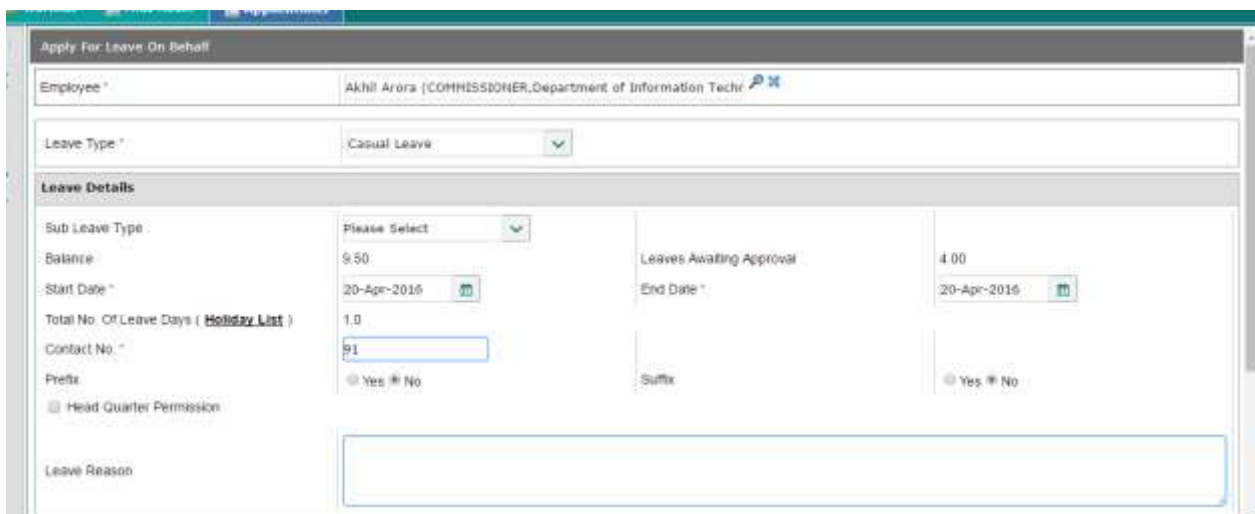 Apply For Leave On Behalf
Employee * Akhil Arora (COMMISSIONER,Department of Information Techr
Leave Type * Casual Leave
Leave Details
Sub Leave Type Please Select
Balance 9.50 Leaves Awaiting Approval 4.00
Start Date * 20-Apr-2016 End Date * 20-Apr-2016
Total No. Of Leave Days ( Holiday List ) 1.0
Contact No. * 91
Prefix Yes No Suffix Yes No
Head Quarter Permission
Leave Reason